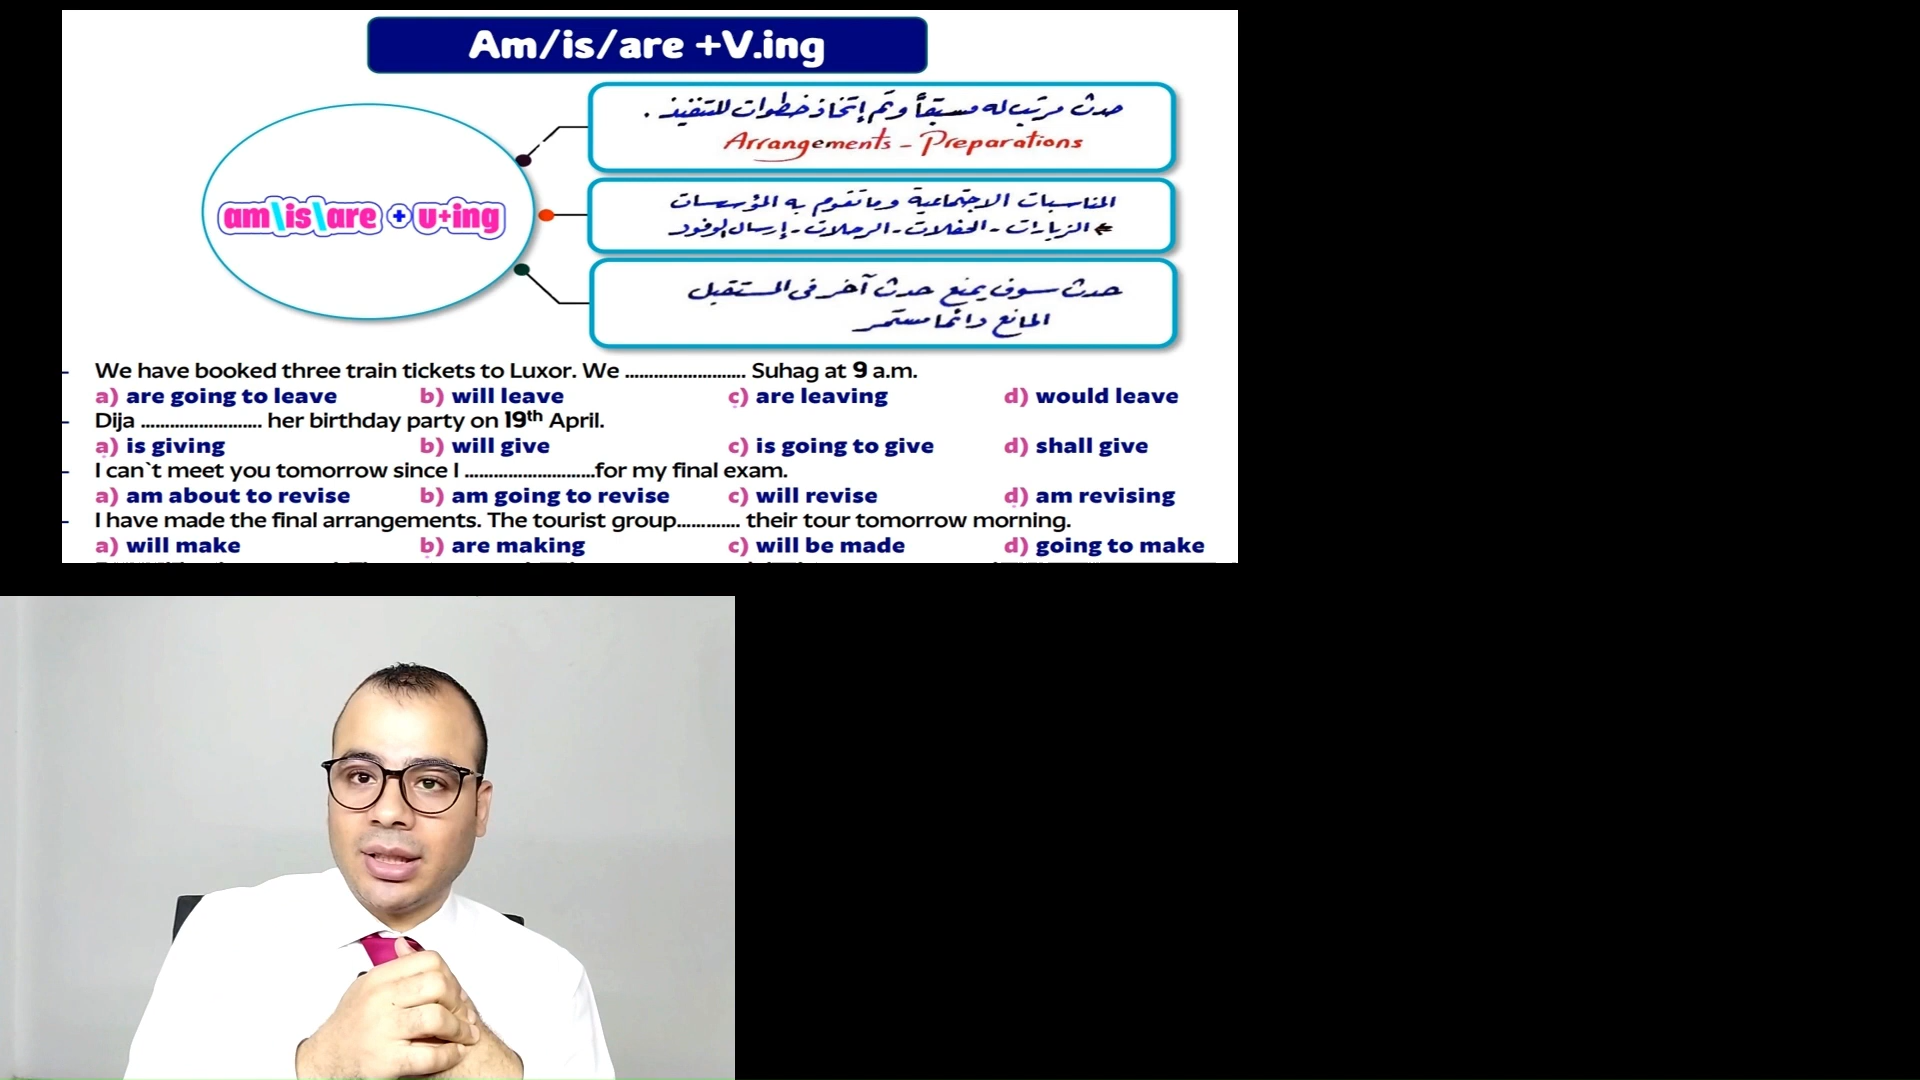 Am/is/are +V.ing
حدث مرتب له مسبقاً وتم إتخاذ خطوات للتنفيذ .
Arrangements - Preparations
am\is\are + v+ing
المناسبات الاجتماعية وما تقوم به المؤسسات
الزيارات - الحفلات - الرحلات - إرسال الوفود
حدث سوف يمنع حدث آخر في المستقبل
المانع دائما مستمر
- We have booked three train tickets to Luxor. We ......................... Suhag at 9 a.m.
a) are going to leave b) will leave c) are leaving d) would leave
- Dija ......................... her birthday party on 19th April.
a) is giving b) will give c) is going to give d) shall give
- I can`t meet you tomorrow since I ...........................for my final exam.
a) am about to revise b) am going to revise c) will revise d) am revising
- I have made the final arrangements. The tourist group............. their tour tomorrow morning.
a) will make b) are making c) will be made d) going to make